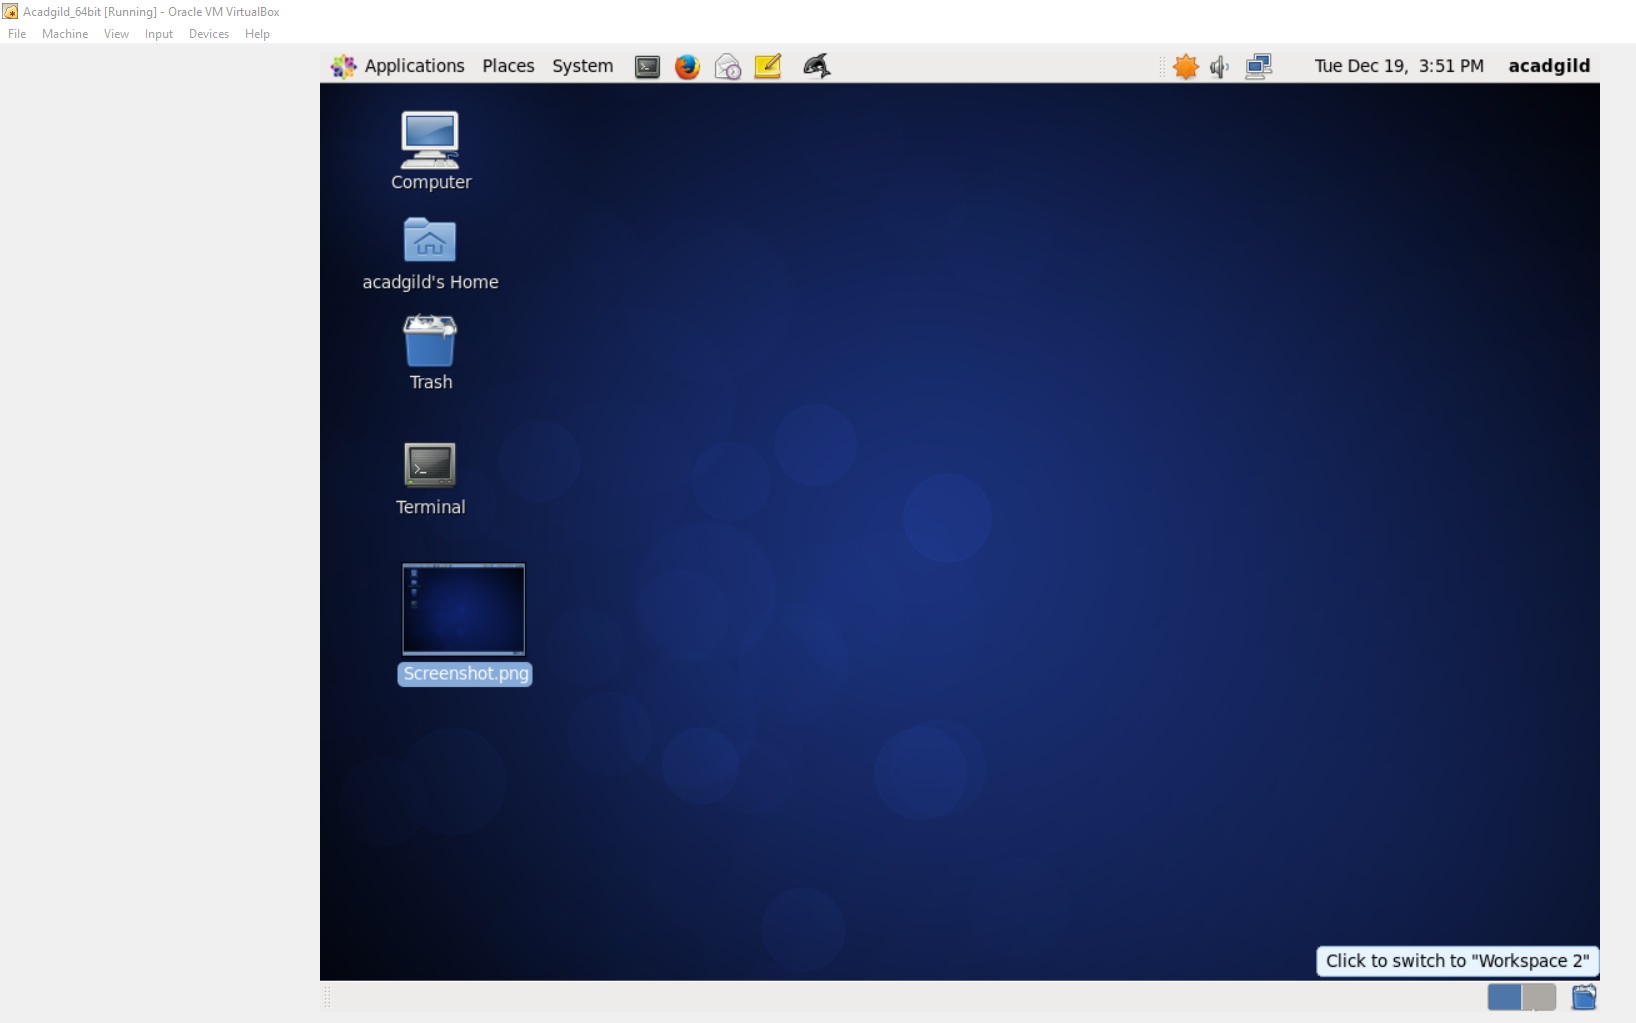 Acadgild_64bit [Running] - Oracle VM VirtualBox
File Machine View Input Devices Help
Applications Places System Tue Dec 19, 3:51 PM acadgild
Computer
acadgild's Home
Trash
Terminal
Screenshot.png
Click to switch to "Workspace 2"